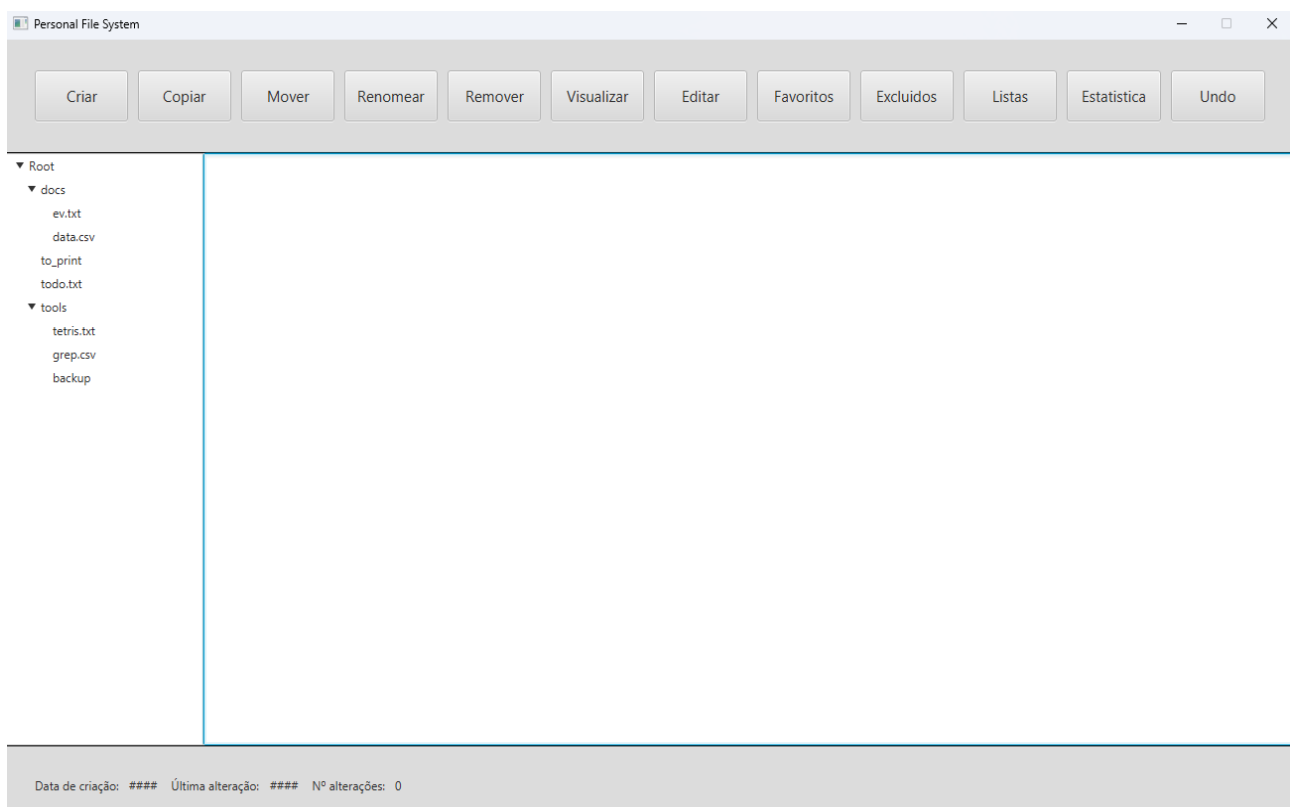 Personal File System
Criar Copiar Mover Renomear Remover Visualizar Editar Favoritos Excluidos Listas Estatistica Undo
Root
docs
ev.txt
data.csv
to_print
todo.txt
tools
tetris.txt
grep.csv
backup
Data de criação: #### Última alteração: #### Nº alterações: 0